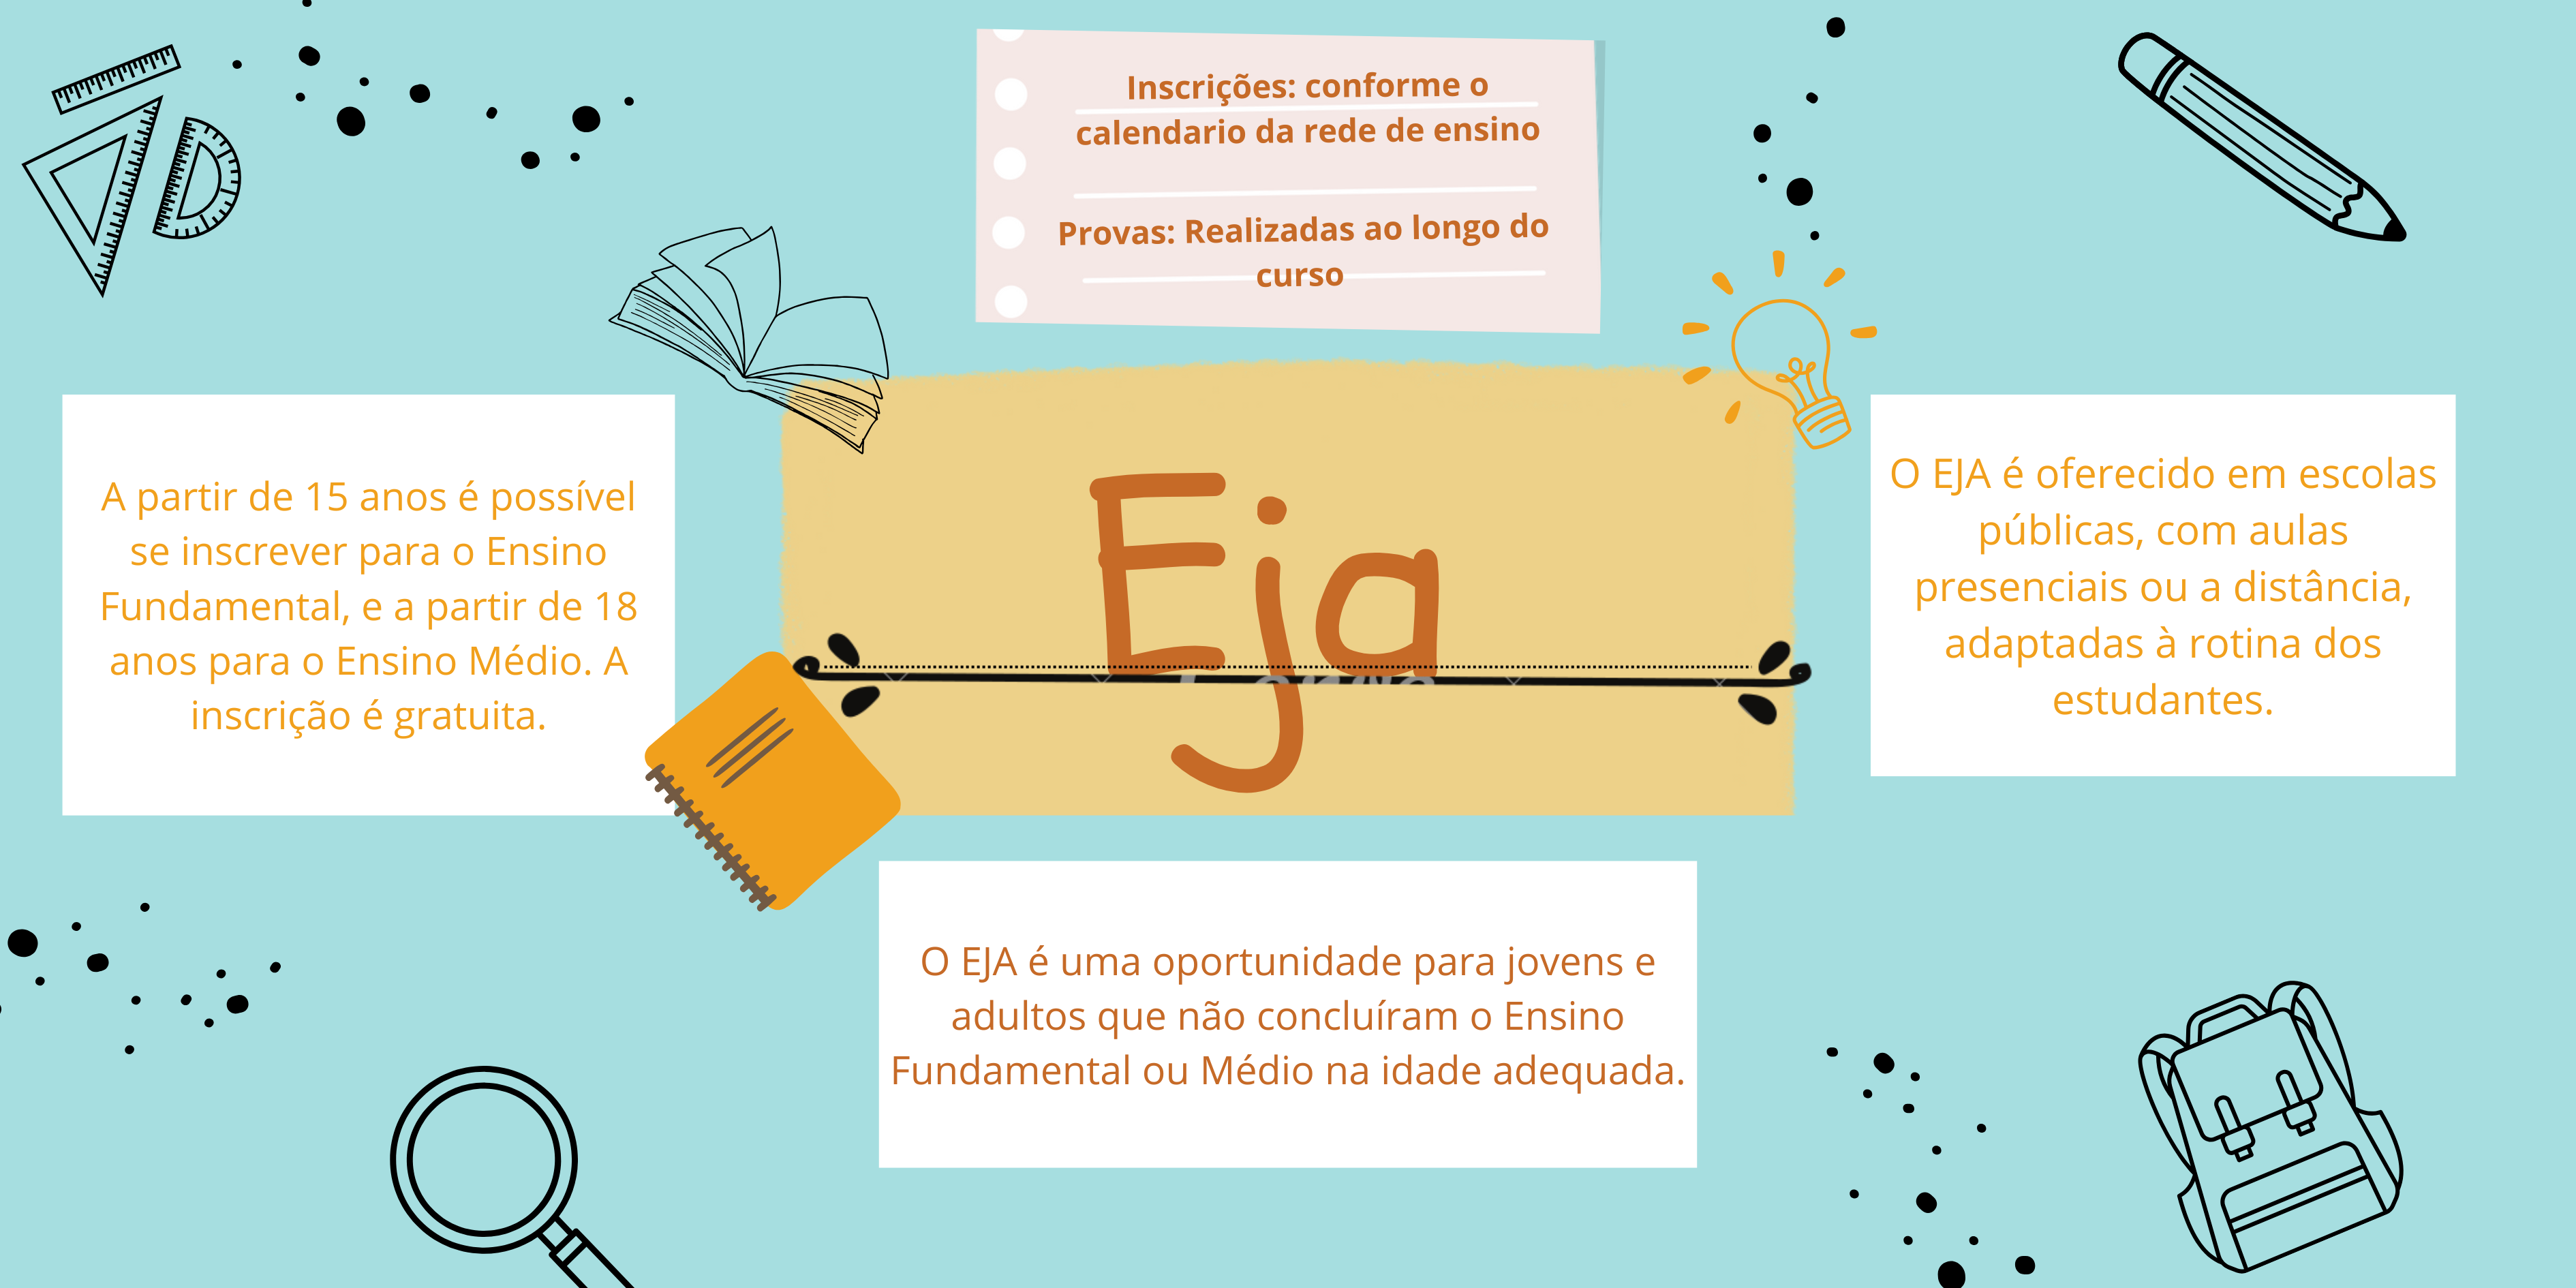 Inscrições: conforme o
calendario da rede de ensino
Provas: Realizadas ao longo do
curso
A partir de 15 anos é possível
se inscrever para o Ensino
Fundamental, e a partir de 18
anos para o Ensino Médio. A
inscrição é gratuita.
Eja
O EJA é oferecido em escolas
públicas, com aulas
presenciais ou a distância,
adaptadas à rotina dos
estudantes.
O EJA é uma oportunidade para jovens e
adultos que não concluíram o Ensino
Fundamental ou Médio na idade adequada.